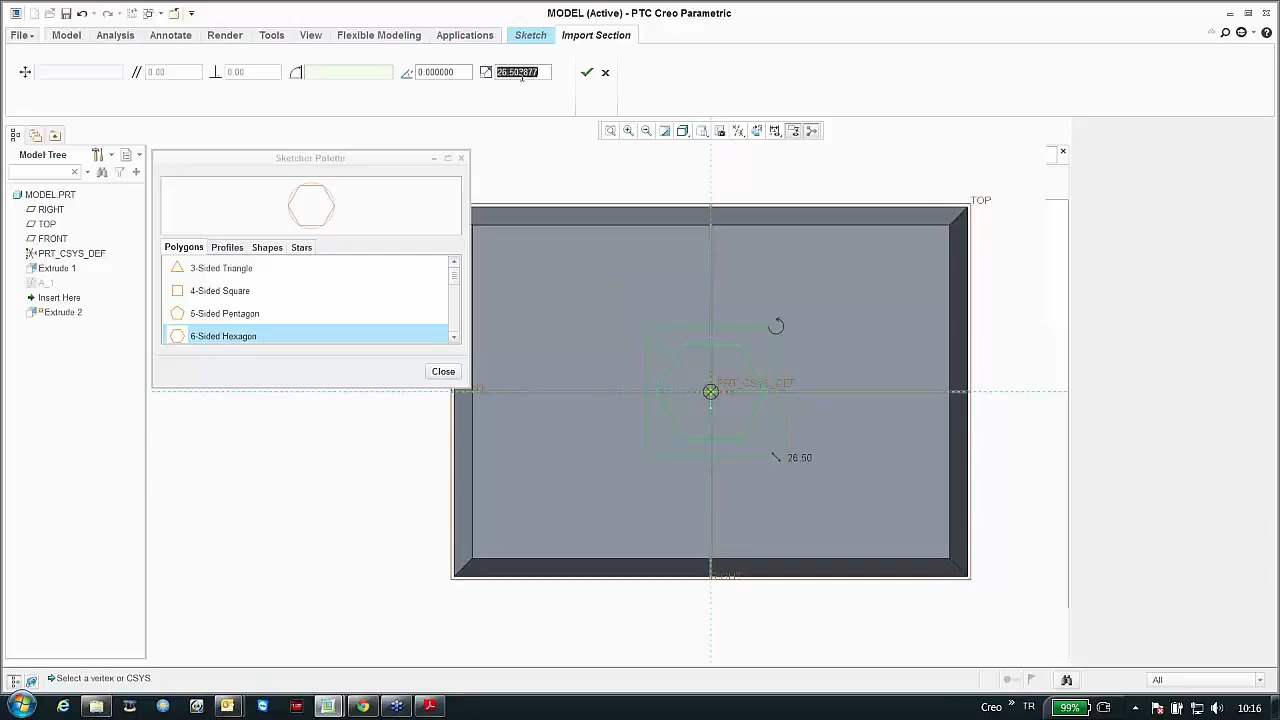 MODEL (Active) - PTC Creo Parametric
File Model Analysis Annotate Render Tools View Flexible Modeling Applications Sketch Import Section
0.00 0.00 0.000000 26.503877
Model Tree
MODEL.PRT
RIGHT
TOP
FRONT
PRT_CSYS_DEF
Extrude 1
A_1
Insert Here
Extrude 2
Sketcher Palette
Polygons Profiles Shapes Stars
3-Sided Triangle
4-Sided Square
5-Sided Pentagon
6-Sided Hexagon
Close
TOP
PRT_CSYS_DEF
26.50
RIGHT
Select a vertex or CSYS.
All
Creo TR 99% 10:16